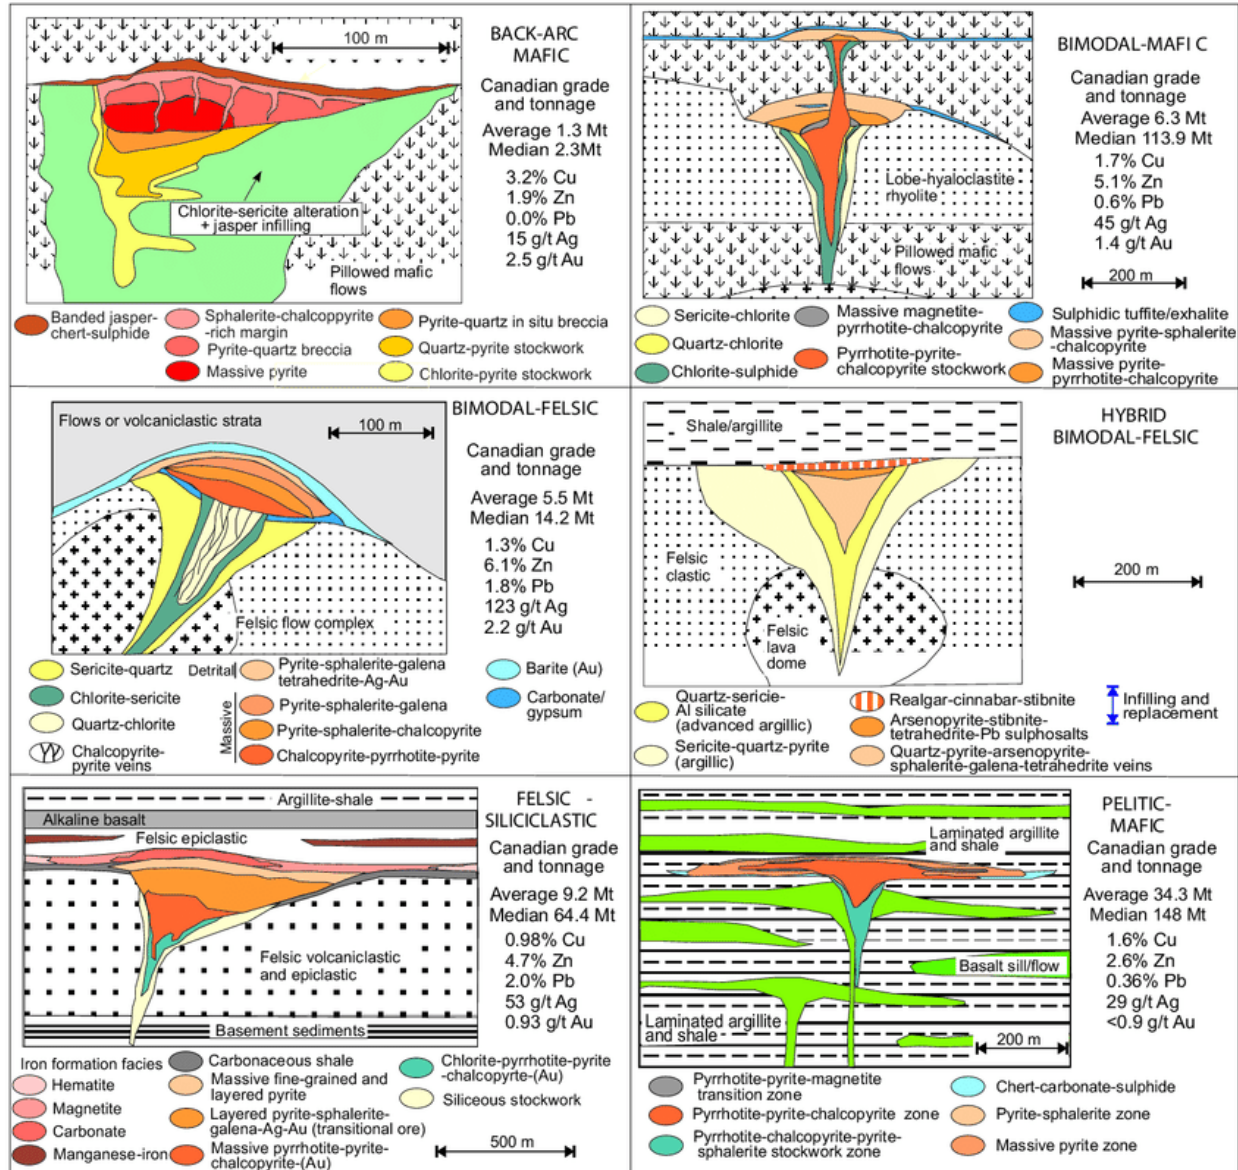 100 m
BACK-ARC
MAFIC
Canadian grade
and tonnage
Average 1.3 Mt
Median 2.3Mt
3.2% Cu
1.9% Zn
0.0% Pb
15 g/t Ag
2.5 g/t Au
Chlorite-sericite alteration
+ jasper infilling
Pillowed mafic
flows
Banded jasper-
chert-sulphide
Sphalerite-chalcoppyrite
-rich margin
Pyrite-quartz breccia
Massive pyrite
Pyrite-quartz in situ breccia
Quartz-pyrite stockwork
Chlorite-pyrite stockwork
BIMODAL-MAFI C
Canadian grade
and tonnage
Average 6.3 Mt
Median 113.9 Mt
1.7% Cu
5.1% Zn
0.6% Pb
45 g/t Ag
1.4 g/t Au
200 m
Lobe-hyaloclastite
rhyolite
Pillowed mafic
flows
Sericite-chlorite
Quartz-chlorite
Chlorite-sulphide
Massive magnetite-
pyrrhotite-chalcopyrite
Pyrrhotite-pyrite-
chalcopyrite stockwork
Sulphidic tuffite/exhalite
Massive pyrite-sphalerite
-chalcopyrite
Massive pyrite-
pyrrhotite-chalcopyrite
Flows or volcaniclastic strata
100 m
BIMODAL-FELSIC
Canadian grade
and tonnage
Average 5.5 Mt
Median 14.2 Mt
1.3% Cu
6.1% Zn
1.8% Pb
123 g/t Ag
2.2 g/t Au
Felsic flow complex
Sericite-quartz
Chlorite-sericite
Quartz-chlorite
Chalcopyrite-
pyrite veins
Detrital
Pyrite-sphalerite-galena
tetrahedrite-Ag-Au
Massive
Pyrite-sphalerite-galena
Pyrite-sphalerite-chalcopyrite
Chalcopyrite-pyrrhotite-pyrite
Barite (Au)
Carbonate/
gypsum
Shale/argillite
HYBRID
BIMODAL-FELSIC
Felsic
clastic
Felsic
lava
dome
200 m
Quartz-sericie-
Al silicate
(advanced argillic)
Sericite-quartz-pyrite
(argillic)
Realgar-cinnabar-stibnite
Arsenopyrite-stibnite-
tetrahedrite-Pb sulphosalts
Quartz-pyrite-arsenopyrite-
sphalerite-galena-tetrahedrite veins
Infilling and
replacement
Argillite-shale
Alkaline basalt
Felsic epiclastic
FELSIC -
SILICICLASTIC
Canadian grade
and tonnage
Average 9.2 Mt
Median 64.4 Mt
0.98% Cu
4.7% Zn
2.0% Pb
53 g/t Ag
0.93 g/t Au
Felsic volcaniclastic
and epiclastic
Basement sediments
Iron formation facies
Hematite
Magnetite
Carbonate
Manganese-iron
Carbonaceous shale
Massive fine-grained and
layered pyrite
Layered pyrite-sphalerite-
galena-Ag-Au (transitional ore)
Massive pyrrhotite-pyrite-
chalcopyrite-(Au)
Chlorite-pyrrhotite-pyrite
-chalcopyrte-(Au)
Siliceous stockwork
500 m
PELITIC-
MAFIC
Canadian grade
and tonnage
Average 34.3 Mt
Median 148 Mt
1.6% Cu
2.6% Zn
0.36% Pb
29 g/t Ag
<0.9 g/t Au
Laminated argillite
and shale
Basalt sill/flow
Laminated argillite
and shale
200 m
Pyrrhotite-pyrite-magnetite
transition zone
Pyrrhotite-pyrite-chalcopyrite zone
Pyrrhotite-chalcopyrite-pyrite-
sphalerite stockwork zone
Chert-carbonate-sulphide
Pyrite-sphalerite zone
Massive pyrite zone